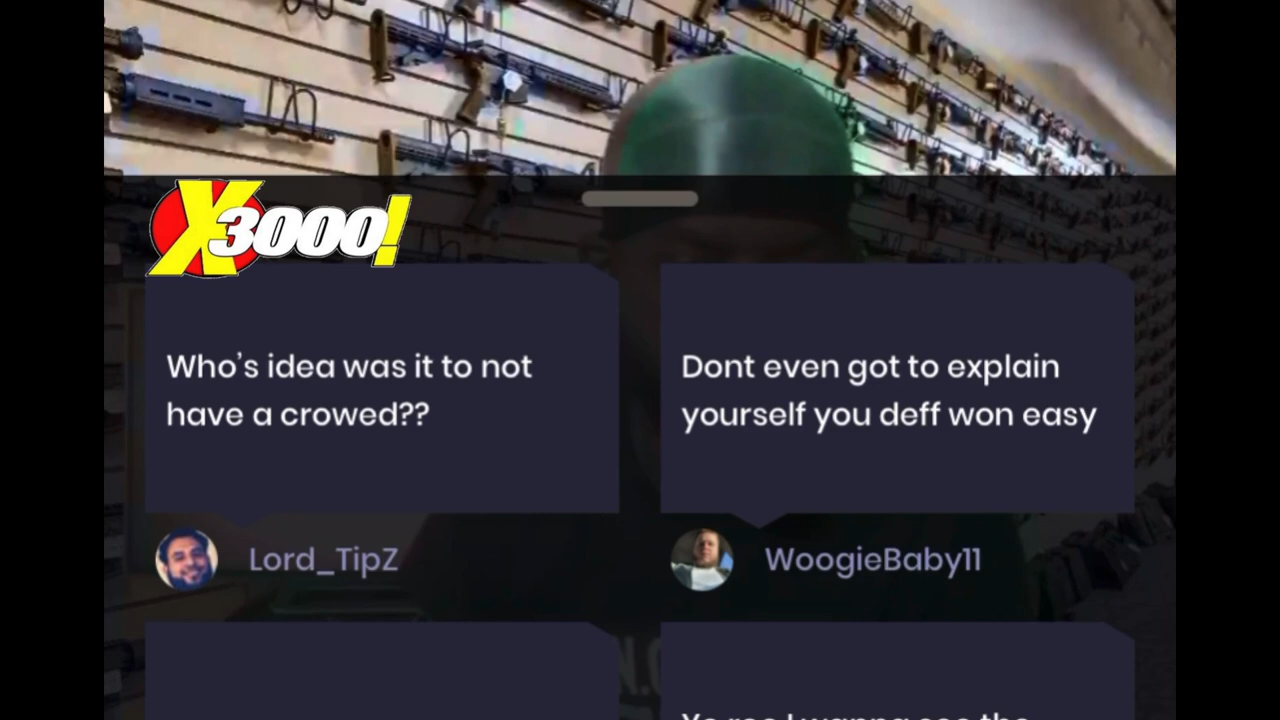 X3000!
Who's idea was it to not
have a crowed??
Dont even got to explain
yourself you deff won easy
Lord_TipZ
WoogieBaby11